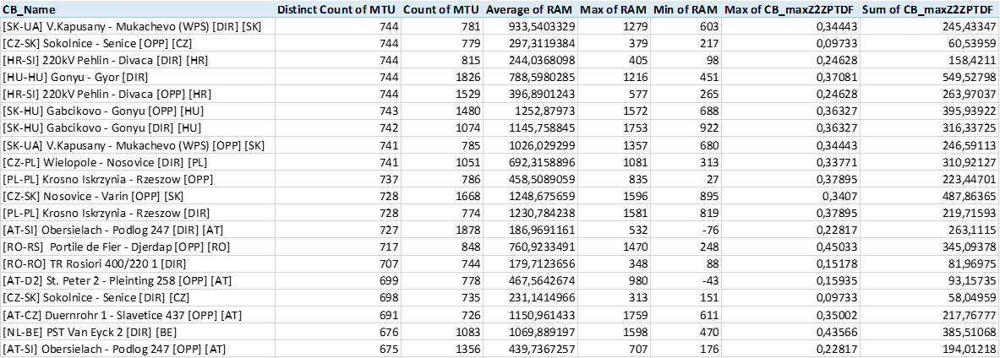 CB_Name Distinct Count of MTU Count of MTU Average of RAM Max of RAM Min of RAM Max of CB_maxZ2ZPTDF Sum of CB_maxZ2ZPTDF
[SK-UA] V.Kapusany - Mukachevo (WPS) [DIR] [SK] 744 781 933,5403329 1279 603 0,34443 245,43347
[CZ-SK] Sokolnice - Senice [OPP] [CZ] 744 779 297,3119384 379 217 0,09733 60,53959
[HR-SI] 220kV Pehlin - Divaca [DIR] [HR] 744 815 244,0368098 405 98 0,24628 158,4211
[HU-HU] Gonyu - Gyor [DIR] 744 1826 788,5980285 1216 451 0,37081 549,52798
[HR-SI] 220kV Pehlin - Divaca [OPP] [HR] 744 1529 396,8901243 577 265 0,24628 263,97037
[SK-HU] Gabcikovo - Gonyu [OPP] [HU] 743 1480 1252,87973 1572 688 0,36327 395,93922
[SK-HU] Gabcikovo - Gonyu [DIR] [HU] 742 1074 1145,758845 1753 922 0,36327 316,33725
[SK-UA] V.Kapusany - Mukachevo (WPS) [OPP] [SK] 741 785 1026,029299 1357 680 0,34443 246,59113
[CZ-PL] Wielopole - Nosovice [DIR] [PL] 741 1051 692,3158896 1081 313 0,33771 310,92127
[PL-PL] Krosno Iskrzynia - Rzeszow [OPP] 737 786 458,5089059 835 27 0,37895 223,44701
[CZ-SK] Nosovice - Varin [OPP] [SK] 728 1668 1248,675659 1596 895 0,3407 487,86365
[PL-PL] Krosno Iskrzynia - Rzeszow [DIR] 728 774 1230,784238 1581 819 0,37895 219,71593
[AT-SI] Obersielach - Podlog 247 [DIR] [AT] 727 1878 186,9691161 532 -76 0,22817 263,1115
[RO-RS]  Portile de Fier - Djerdap [OPP] [RO] 717 848 760,9233491 1470 248 0,45033 345,09378
[RO-RO] TR Rosiori 400/220 1 [DIR] 707 744 179,7123656 348 88 0,15178 81,96975
[AT-D2] St. Peter 2 - Pleinting 258 [OPP] [AT] 699 778 467,5642674 980 -43 0,15935 93,15735
[CZ-SK] Sokolnice - Senice [DIR] [CZ] 698 735 231,1414966 313 151 0,09733 58,04959
[AT-CZ] Duernrohr 1 - Slavetice 437 [OPP] [AT] 691 726 1150,961433 1759 611 0,35002 217,76777
[NL-BE] PST Van Eyck 2 [DIR] [BE] 676 1083 1069,889197 1598 470 0,43566 385,51068
[AT-SI] Obersielach - Podlog 247 [OPP] [AT] 675 1356 439,7367257 707 176 0,22817 194,01218